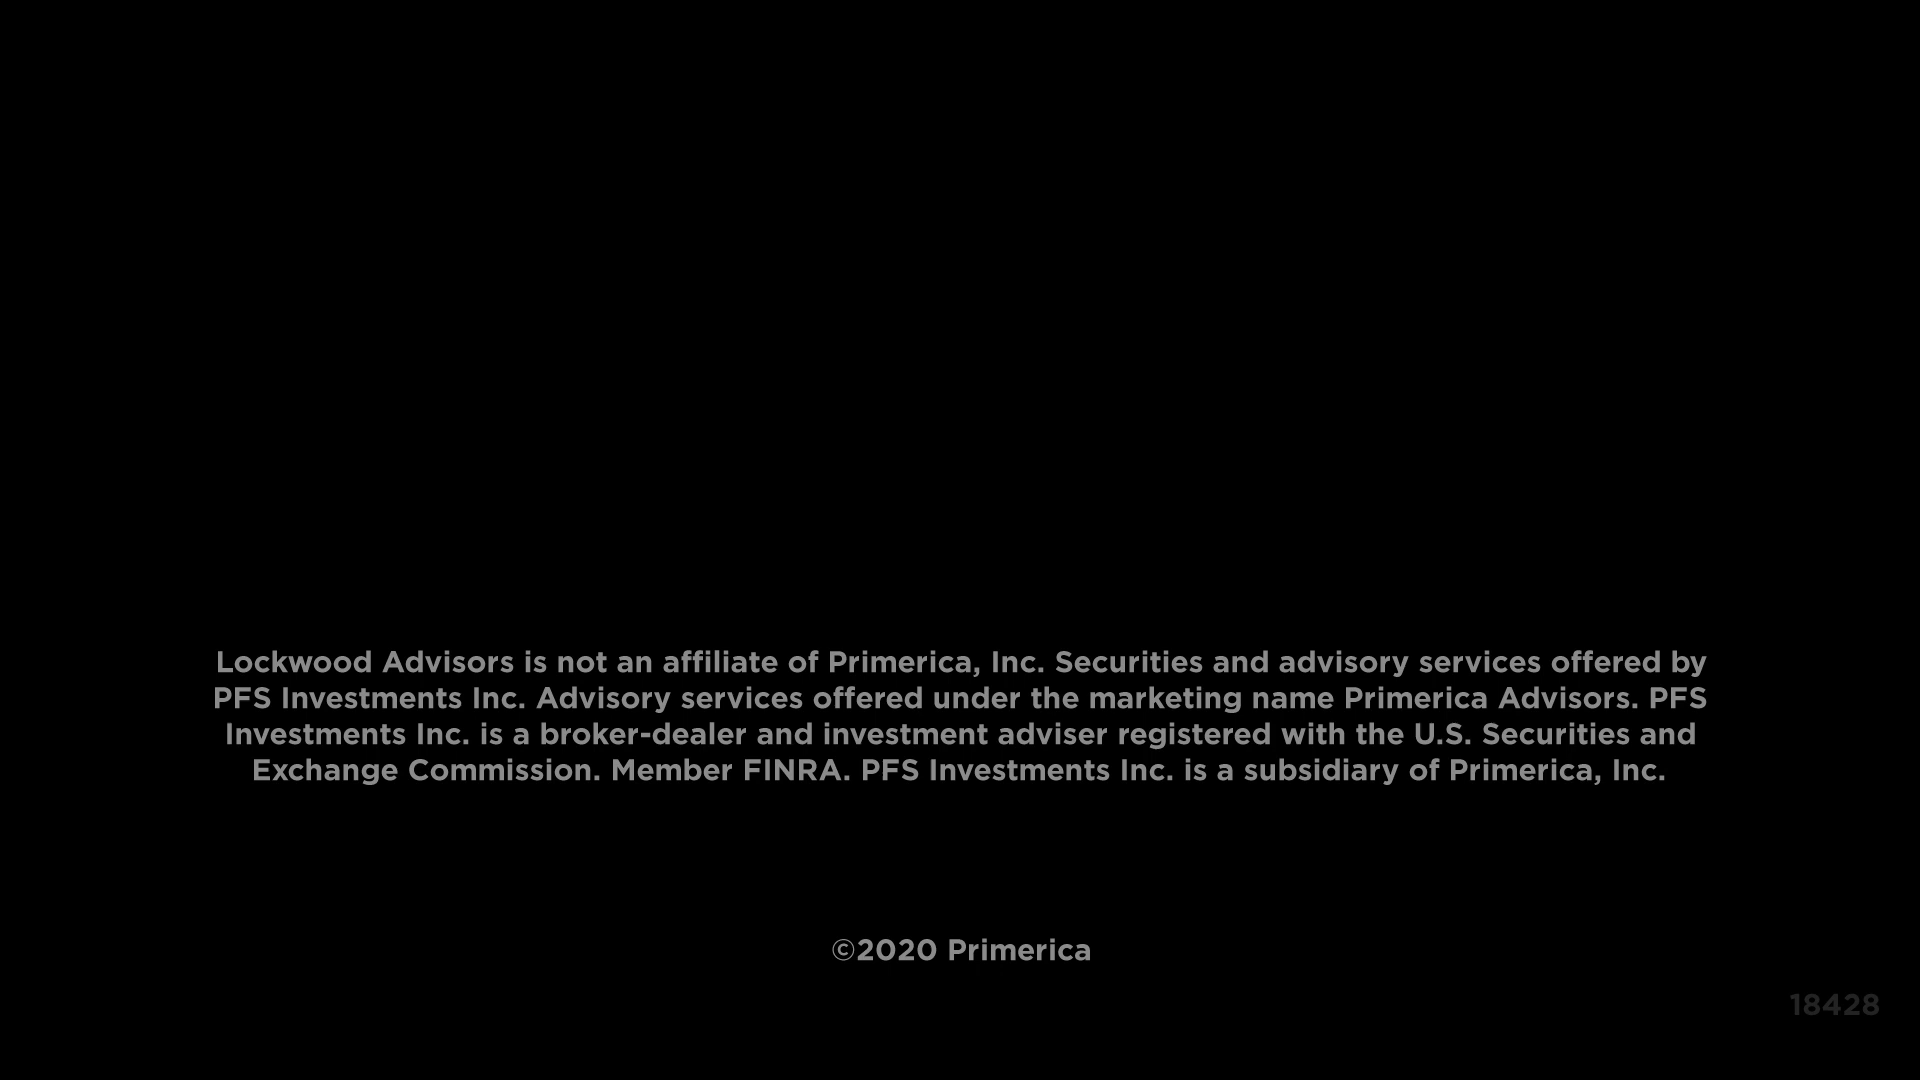 Lockwood Advisors is not an affiliate of Primerica, Inc. Securities and advisory services offered by
PFS Investments Inc. Advisory services offered under the marketing name Primerica Advisors. PFS
Investments Inc. is a broker-dealer and investment adviser registered with the U.S. Securities and
Exchange Commission. Member FINRA. PFS Investments Inc. is a subsidiary of Primerica, Inc.
©2020 Primerica
18428